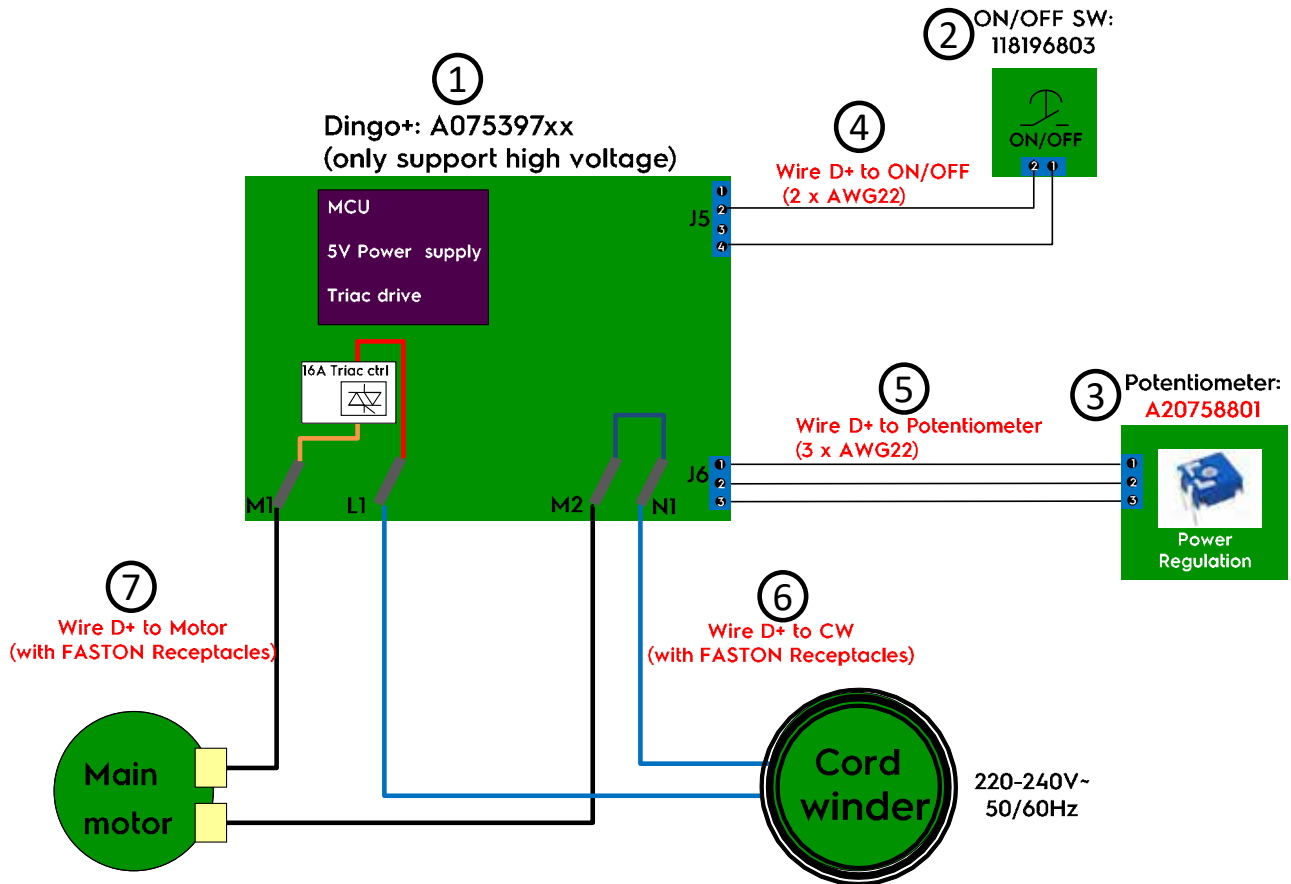 1
Dingo+: A075397xx
(only support high voltage)
2
ON/OFF SW:
118196803
ON/OFF
2 1
4
Wire D+ to ON/OFF
(2 x AWG22)
MCU
5V Power supply
Triac drive
J5
1
2
3
4
16A Triac ctrl
M1
L1
M2
N1
J6
1
2
3
5
Wire D+ to Potentiometer
(3 x AWG22)
3
Potentiometer:
A20758801
1
2
3
Power
Regulation
7
Wire D+ to Motor
(with FASTON Receptacles)
6
Wire D+ to CW
(with FASTON Receptacles)
Main
motor
Cord
winder
220-240V~
50/60Hz